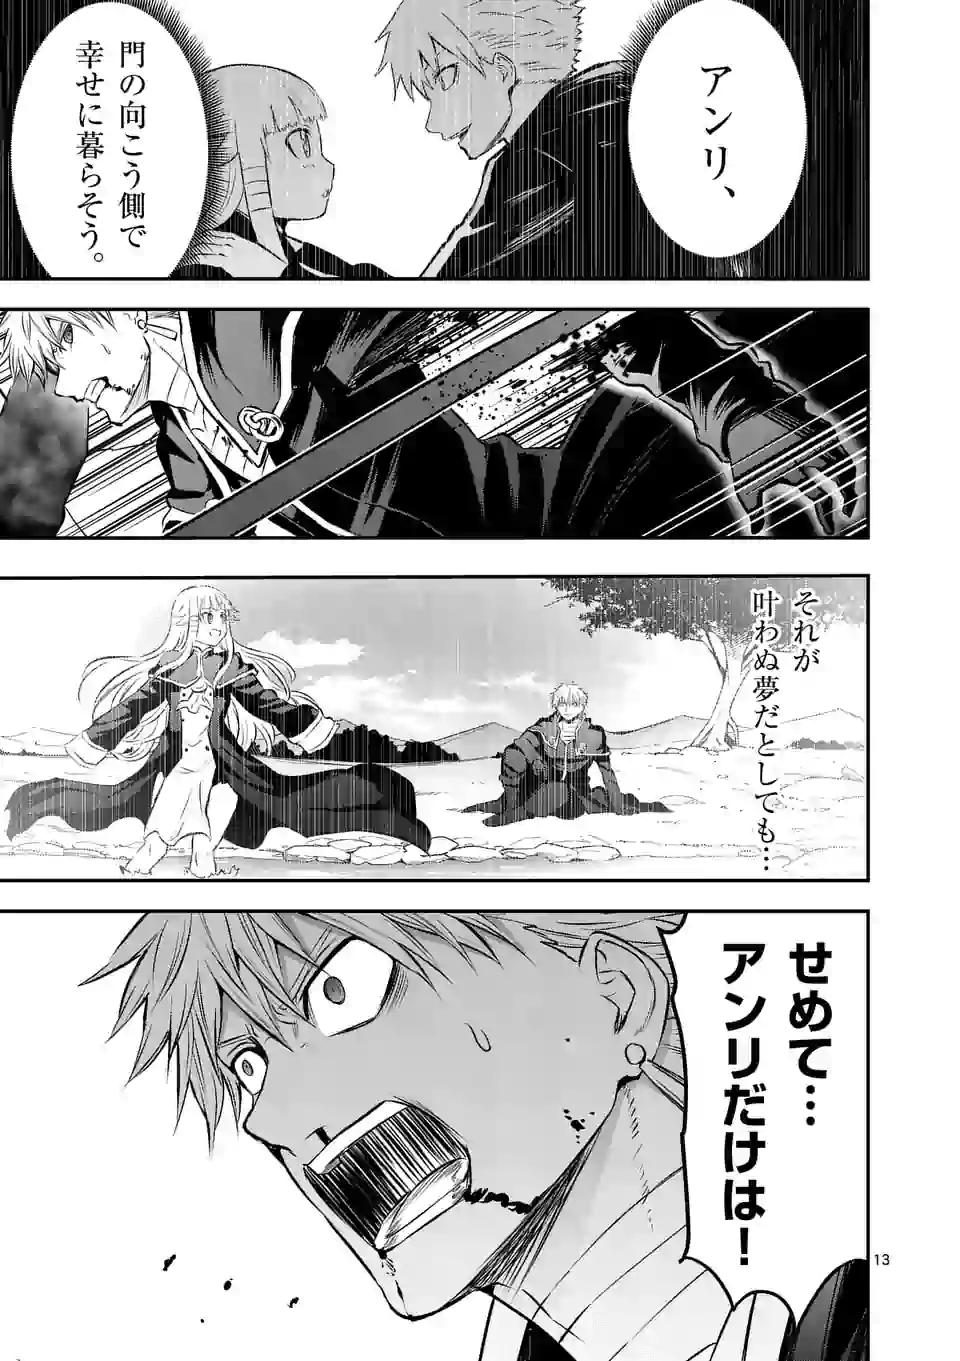 アンリ、
門の向こう側で
幸せに暮らそう。
それが
叶わぬ夢だとしても…
せめて…
アンリだけは！
13